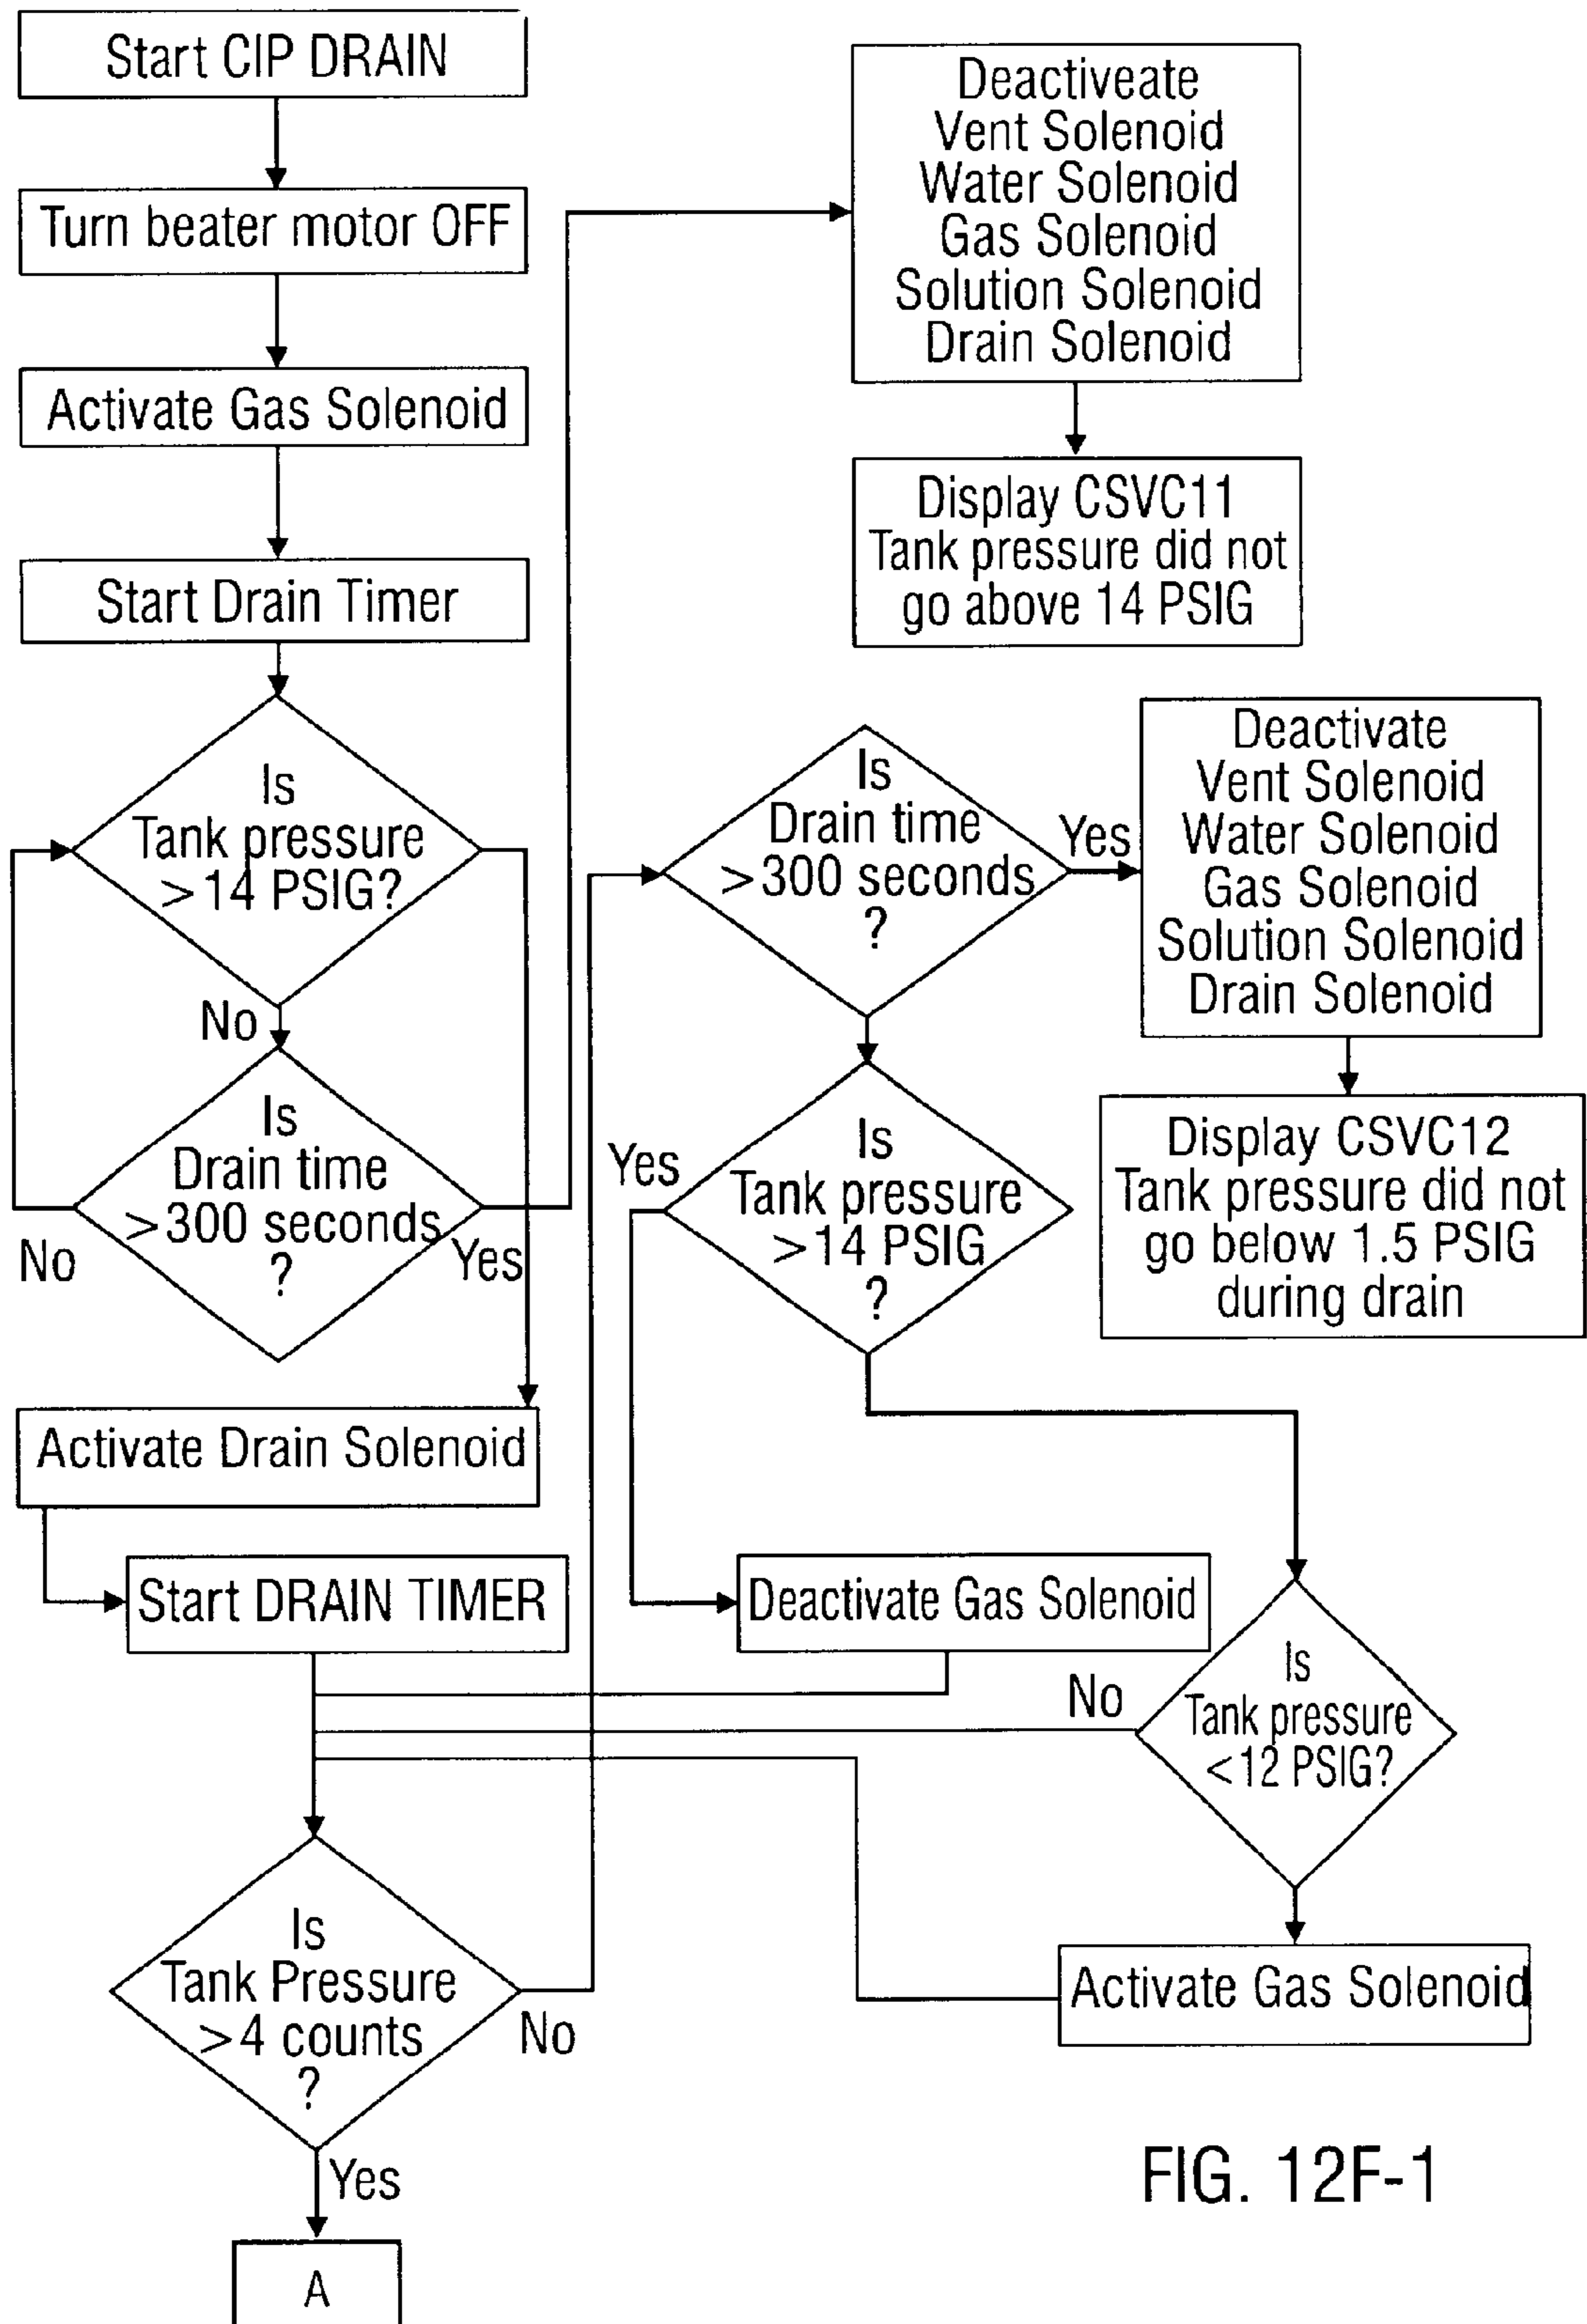 Start CIP DRAIN
Turn beater motor OFF
Activate Gas Solenoid
Start Drain Timer
Is
Tank pressure
>14 PSIG?
No
Is
Drain time
>300 seconds
?
No
Yes
Activate Drain Solenoid
Start DRAIN TIMER
Is
Tank Pressure
>4 counts
?
No
Yes
A
Deactiveate
Vent Solenoid
Water Solenoid
Gas Solenoid
Solution Solenoid
Drain Solenoid
Display CSVC11
Tank pressure did not
go above 14 PSIG
Is
Drain time
>300 seconds
?
Yes
Deactivate
Vent Solenoid
Water Solenoid
Gas Solenoid
Solution Solenoid
Drain Solenoid
Display CSVC12
Tank pressure did not
go below 1.5 PSIG
during drain
Is
Tank pressure
>14 PSIG
?
Yes
Deactivate Gas Solenoid
Is
Tank pressure
<12 PSIG?
No
Activate Gas Solenoid
FIG. 12F-1